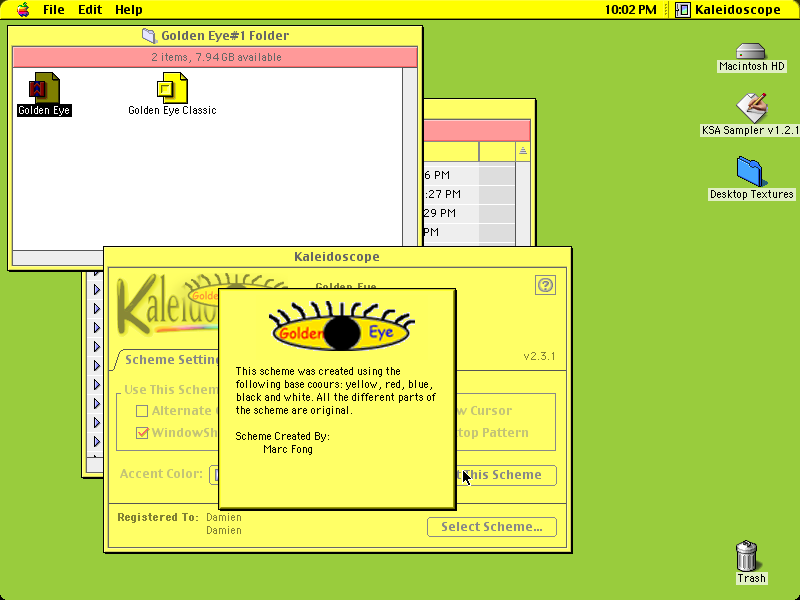 File Edit Help
10:02 PM
Kaleidoscope
Golden Eye#1 Folder
2 items, 7.94GB available
Golden Eye
Golden Eye Classic
Macintosh HD
KSA Sampler v1.2.1
Desktop Textures
6 PM
:27 PM
29 PM
PM
Kaleidoscope
Kaleido
Golde
Golden Eye
Golden Eye
This scheme was created using the
following base coours: yellow, red, blue,
black and white. All the different parts of
the scheme are original.
Scheme Created By:
Marc Fong
v2.3.1
Scheme Setting
Use This Schem
Alternate
w Cursor
WindowSh
top Pattern
Accent Color:
t This Scheme
Registered To: Damien
Damien
Select Scheme...
Trash